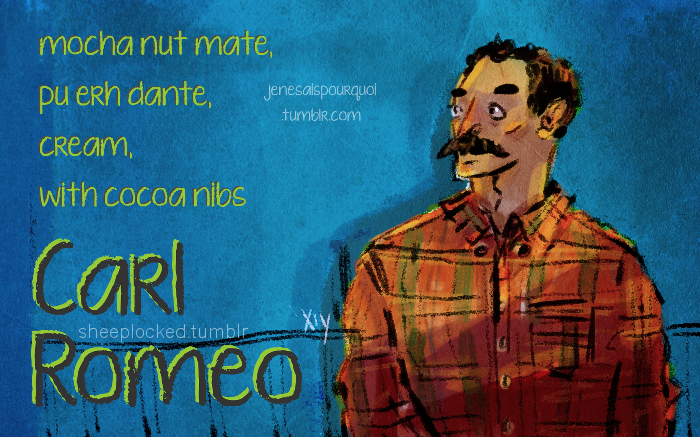 mocha nut mate,
pu erh dante,
cream,
with cocoa nibs
jenesaispourquoi
.tumblr.com
Carl
sheeplocked.tumblr
Romeo
XiY